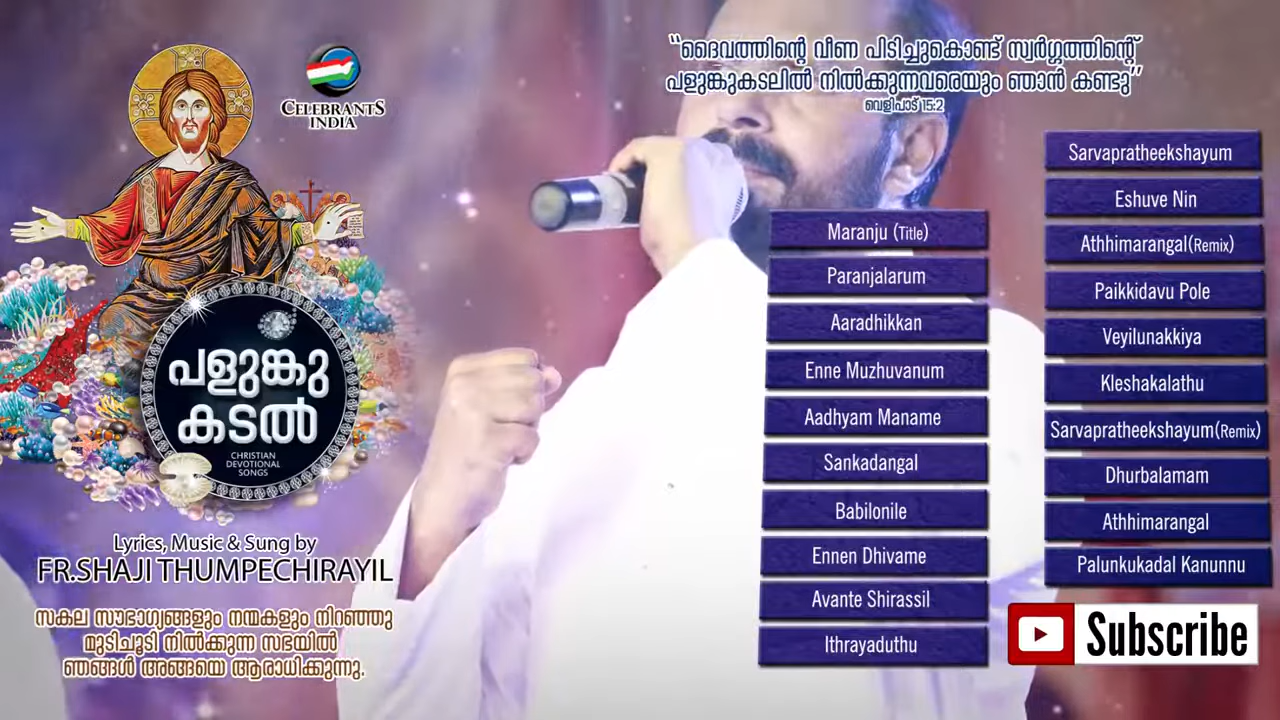 “ദൈവത്തിന്റെ വീണ പിടിച്ചുകൊണ്ട് സ്വർഗ്ഗത്തിന്റെ
പളുങ്കുകടലിൽ നിൽക്കുന്നവരെയും ഞാൻ കണ്ടു”
വെളിപാട് 15:2
CELEBRANTS
INDIA
പളുങ്കു
കടൽ
CHRISTIAN
DEVOTIONAL
SONGS
Lyrics, Music & Sung by
FR.SHAJI THUMPECHIRAYIL
സകല സൗഭാഗ്യങ്ങളും നന്മകളും നിറഞ്ഞു
മുടിചൂടി നിൽക്കുന്ന സഭയിൽ
ഞങ്ങൾ അങ്ങയെ ആരാധിക്കുന്നു.
Maranju (Title)
Paranjalarum
Aaradhikkan
Enne Muzhuvanum
Aadhyam Maname
Sankadangal
Babilonile
Ennen Dhivame
Avante Shirassil
Ithrayaduthu
Sarvapratheekshayum
Eshuve Nin
Athhimarangal(Remix)
Paikkidavu Pole
Veyilunakkiya
Kleshakalathu
Sarvapratheekshayum(Remix)
Dhurbalamam
Athhimarangal
Palunkukadal Kanunnu
Subscribe